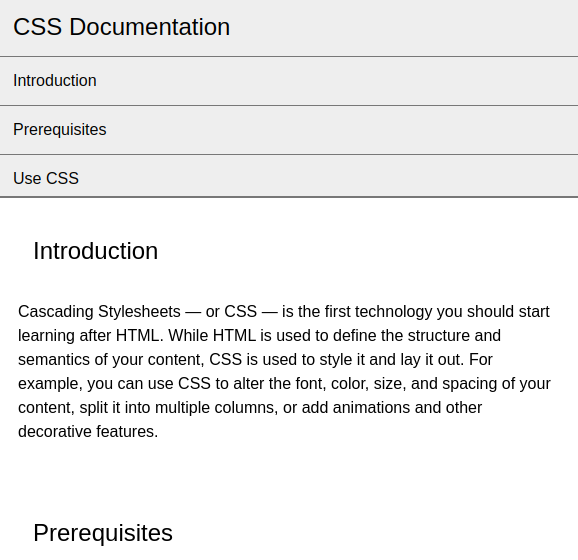 CSS Documentation
Introduction
Prerequisites
Use CSS
Introduction
Cascading Stylesheets — or CSS — is the first technology you should start
learning after HTML. While HTML is used to define the structure and
semantics of your content, CSS is used to style it and lay it out. For
example, you can use CSS to alter the font, color, size, and spacing of your
content, split it into multiple columns, or add animations and other
decorative features.
Prerequisites